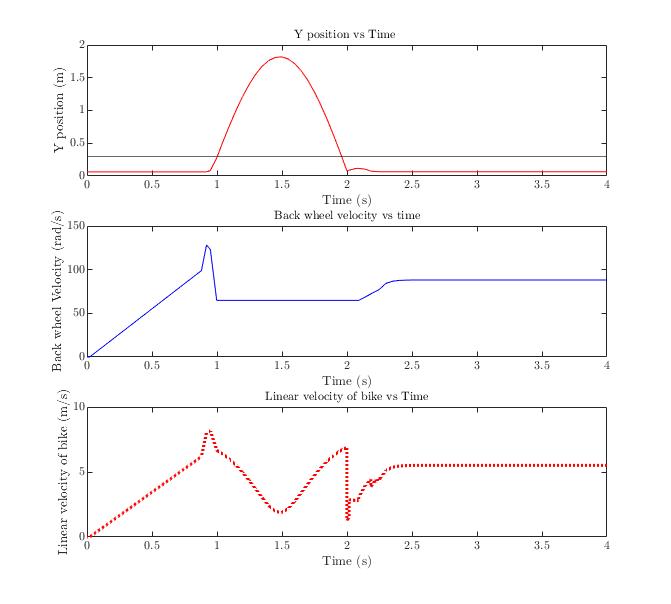 Y position vs Time
Y position (m)
2
1.5
1
0.5
0
0 0.5 1 1.5 2 2.5 3 3.5 4
Time (s)
Back wheel velocity vs time
Back wheel Velocity (rad/s)
150
100
50
0
0 0.5 1 1.5 2 2.5 3 3.5 4
Time (s)
Linear velocity of bike vs Time
Linear velocity of bike (m/s)
10
5
0
0 0.5 1 1.5 2 2.5 3 3.5 4
Time (s)